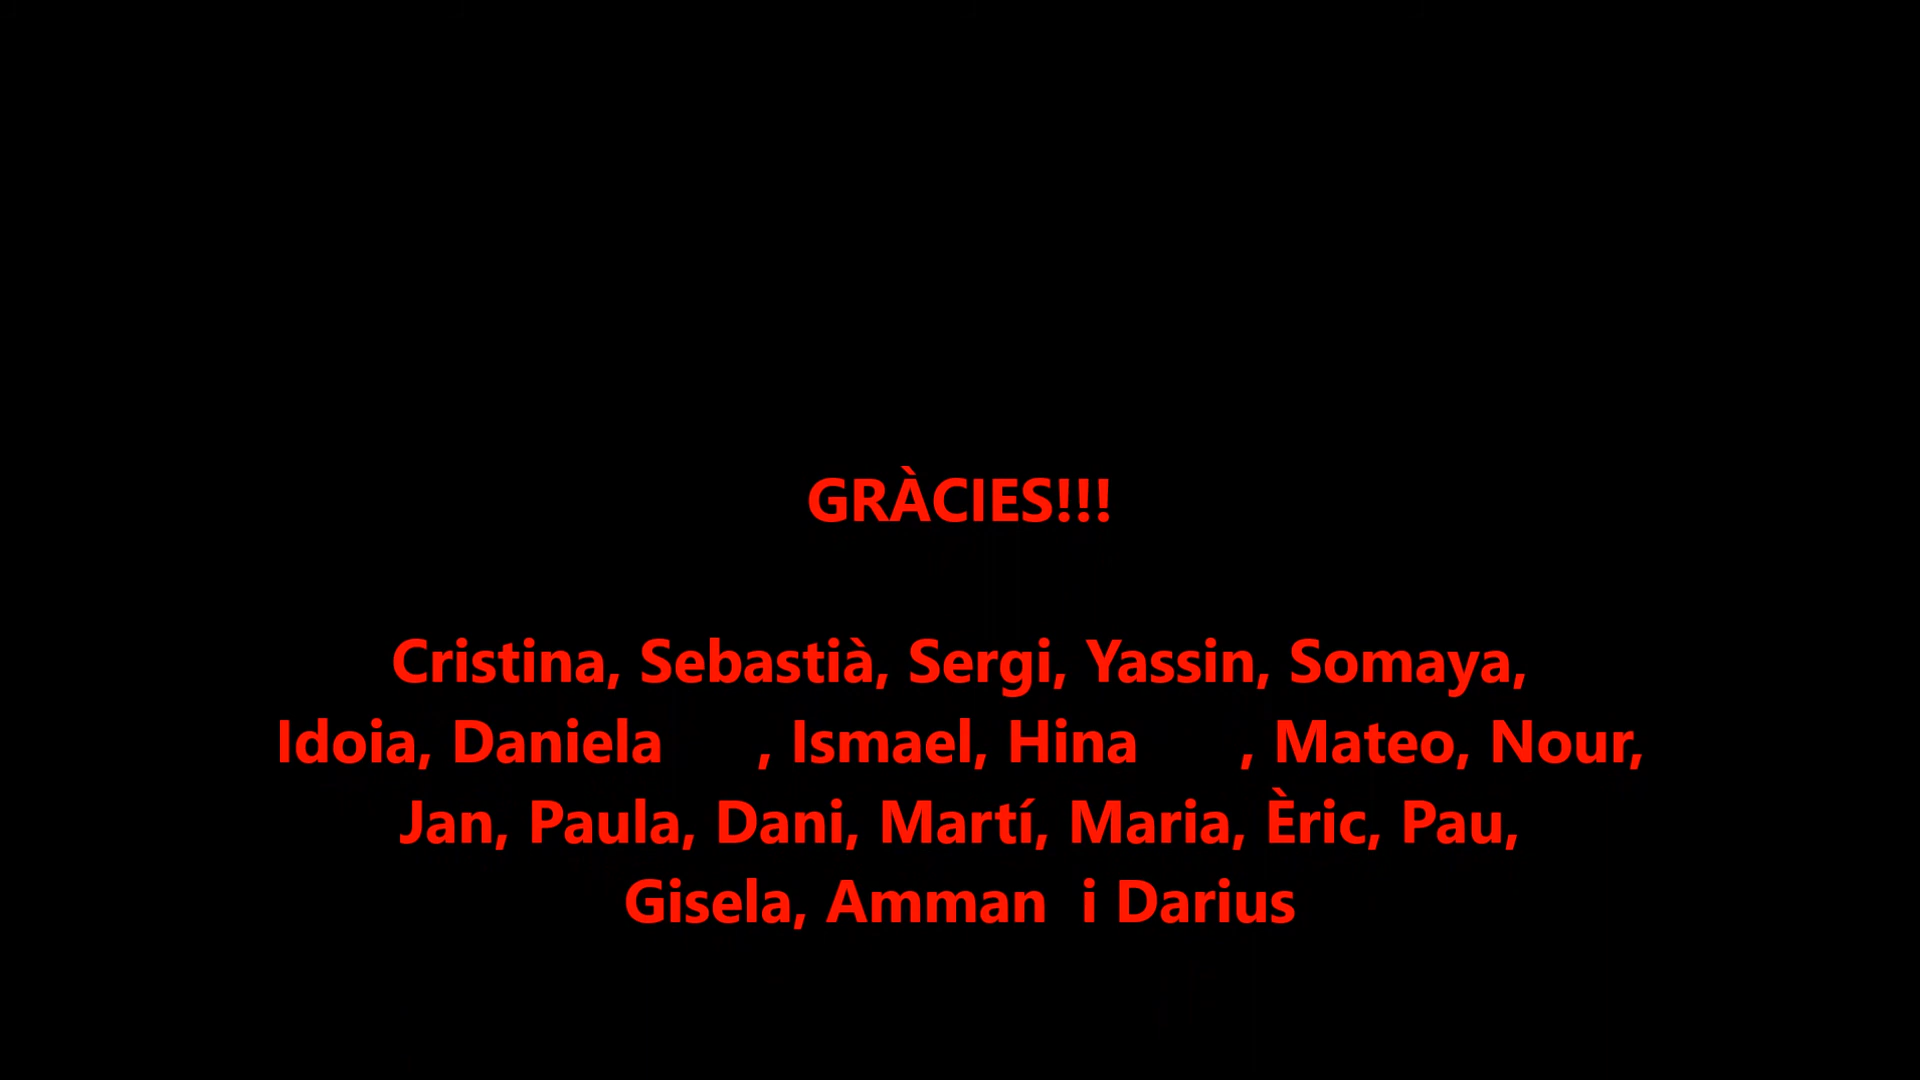 GRÀCIES!!!
Cristina, Sebastià, Sergi, Yassin, Somaya,
Idoia, Daniela , Ismael, Hina , Mateo, Nour,
Jan, Paula, Dani, Martí, Maria, Èric, Pau,
Gisela, Amman i Darius